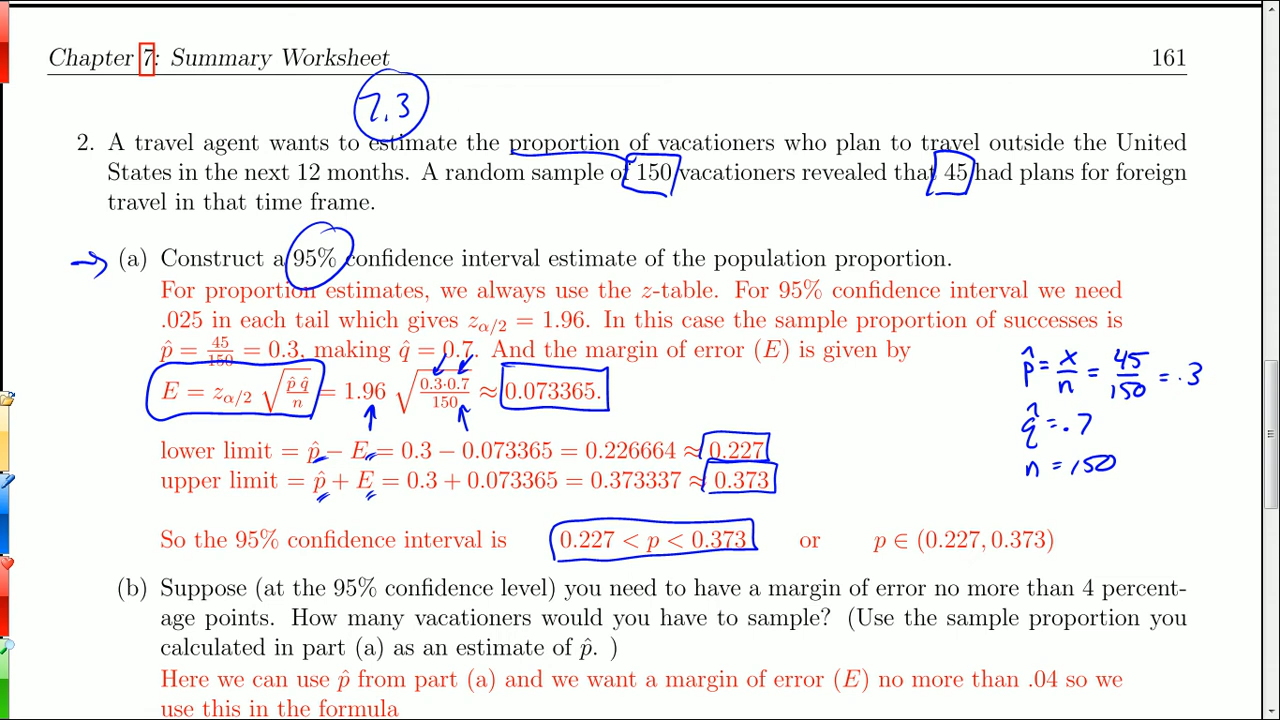 Chapter 7: Summary Worksheet 161
7.3
2. A travel agent wants to estimate the proportion of vacationers who plan to travel outside the United
States in the next 12 months. A random sample of 150 vacationers revealed that 45 had plans for foreign
travel in that time frame.
(a) Construct a 95% confidence interval estimate of the population proportion.
For proportion estimates, we always use the z-table. For 95% confidence interval we need
.025 in each tail which gives zα/2 = 1.96. In this case the sample proportion of successes is
p̂ = 45/150 = 0.3, making q̂ = 0.7. And the margin of error (E) is given by
E = zα/2 √(p̂ q̂/n) = 1.96 √(0.3·0.7/150) ≈ 0.073365.
p̂ = x/n = 45/150 = .3
q̂ = .7
n = 150
lower limit = p̂ − E = 0.3 − 0.073365 = 0.226664 ≈ 0.227
upper limit = p̂ + E = 0.3 + 0.073365 = 0.373337 ≈ 0.373
So the 95% confidence interval is 0.227 < p < 0.373 or p ∈ (0.227, 0.373)
(b) Suppose (at the 95% confidence level) you need to have a margin of error no more than 4 percent-
age points. How many vacationers would you have to sample? (Use the sample proportion you
calculated in part (a) as an estimate of p̂. )
Here we can use p̂ from part (a) and we want a margin of error (E) no more than .04 so we
use this in the formula